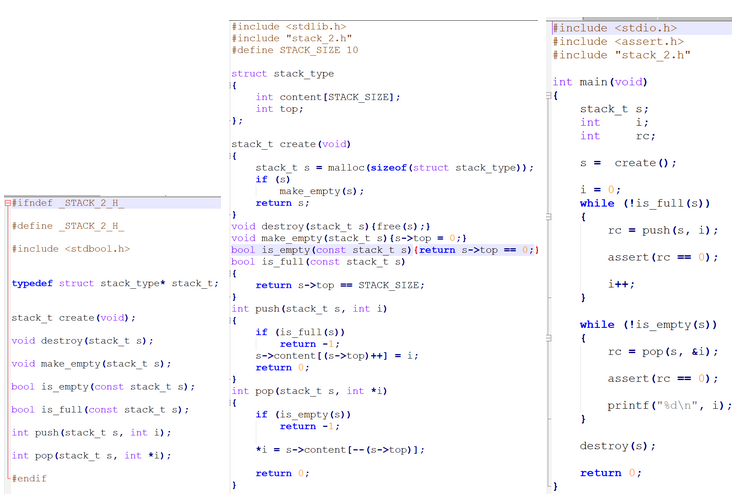 #ifndef _STACK_2_H_
#define _STACK_2_H_
#include <stdbool.h>
typedef struct stack_type* stack_t;
stack_t create(void);
void destroy(stack_t s);
void make_empty(stack_t s);
bool is_empty(const stack_t s);
bool is_full(const stack_t s);
int push(stack_t s, int i);
int pop(stack_t s, int *i);
#endif
#include <stdlib.h>
#include "stack_2.h"
#define STACK_SIZE 10
struct stack_type
{
int content[STACK_SIZE];
int top;
};
stack_t create(void)
{
stack_t s = malloc(sizeof(struct stack_type));
if (s)
make_empty(s);
return s;
}
void destroy(stack_t s){free(s);}
void make_empty(stack_t s){s->top = 0;}
bool is_empty(const stack_t s){return s->top == 0;}
bool is_full(const stack_t s)
{
return s->top == STACK_SIZE;
}
int push(stack_t s, int i)
{
if (is_full(s))
return -1;
s->content[(s->top)++] = i;
return 0;
}
int pop(stack_t s, int *i)
{
if (is_empty(s))
return -1;
*i = s->content[--(s->top)];
return 0;
}
#include <stdio.h>
#include <assert.h>
#include "stack_2.h"
int main(void)
{
stack_t s;
int i;
int rc;
s = create();
i = 0;
while (!is_full(s))
{
rc = push(s, i);
assert(rc == 0);
i++;
}
while (!is_empty(s))
{
rc = pop(s, &i);
assert(rc == 0);
printf("%d\n", i);
}
destroy(s);
return 0;
}